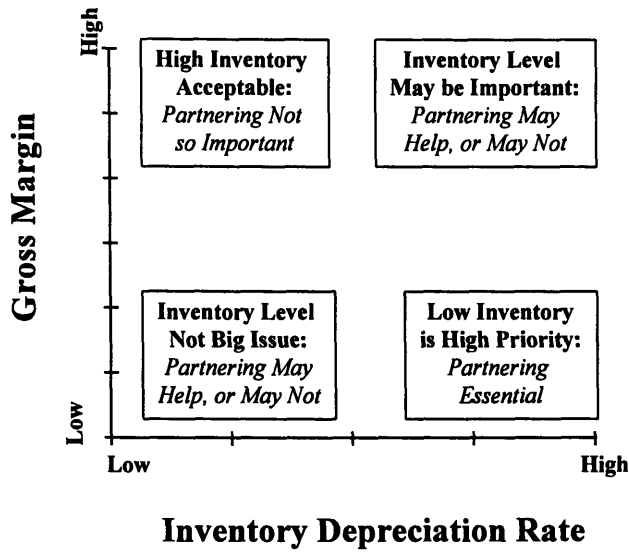 High
High Inventory
Acceptable:
Partnering Not
so Important
Inventory Level
May be Important:
Partnering May
Help, or May Not
Gross Margin
Inventory Level
Not Big Issue:
Partnering May
Help, or May Not
Low Inventory
is High Priority:
Partnering
Essential
Low
Low
High
Inventory Depreciation Rate